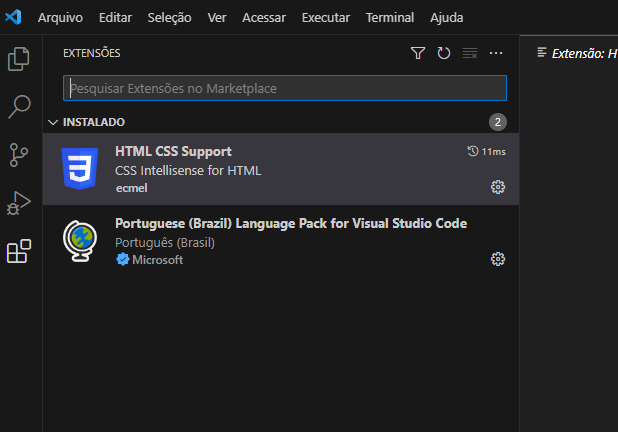 Arquivo Editar Seleção Ver Acessar Executar Terminal Ajuda
EXTENSÕES
Extensão: H
Pesquisar Extensões no Marketplace
INSTALADO 2
HTML CSS Support 11ms
CSS Intellisense for HTML
ecmel
Portuguese (Brazil) Language Pack for Visual Studio Code
Português (Brasil)
Microsoft